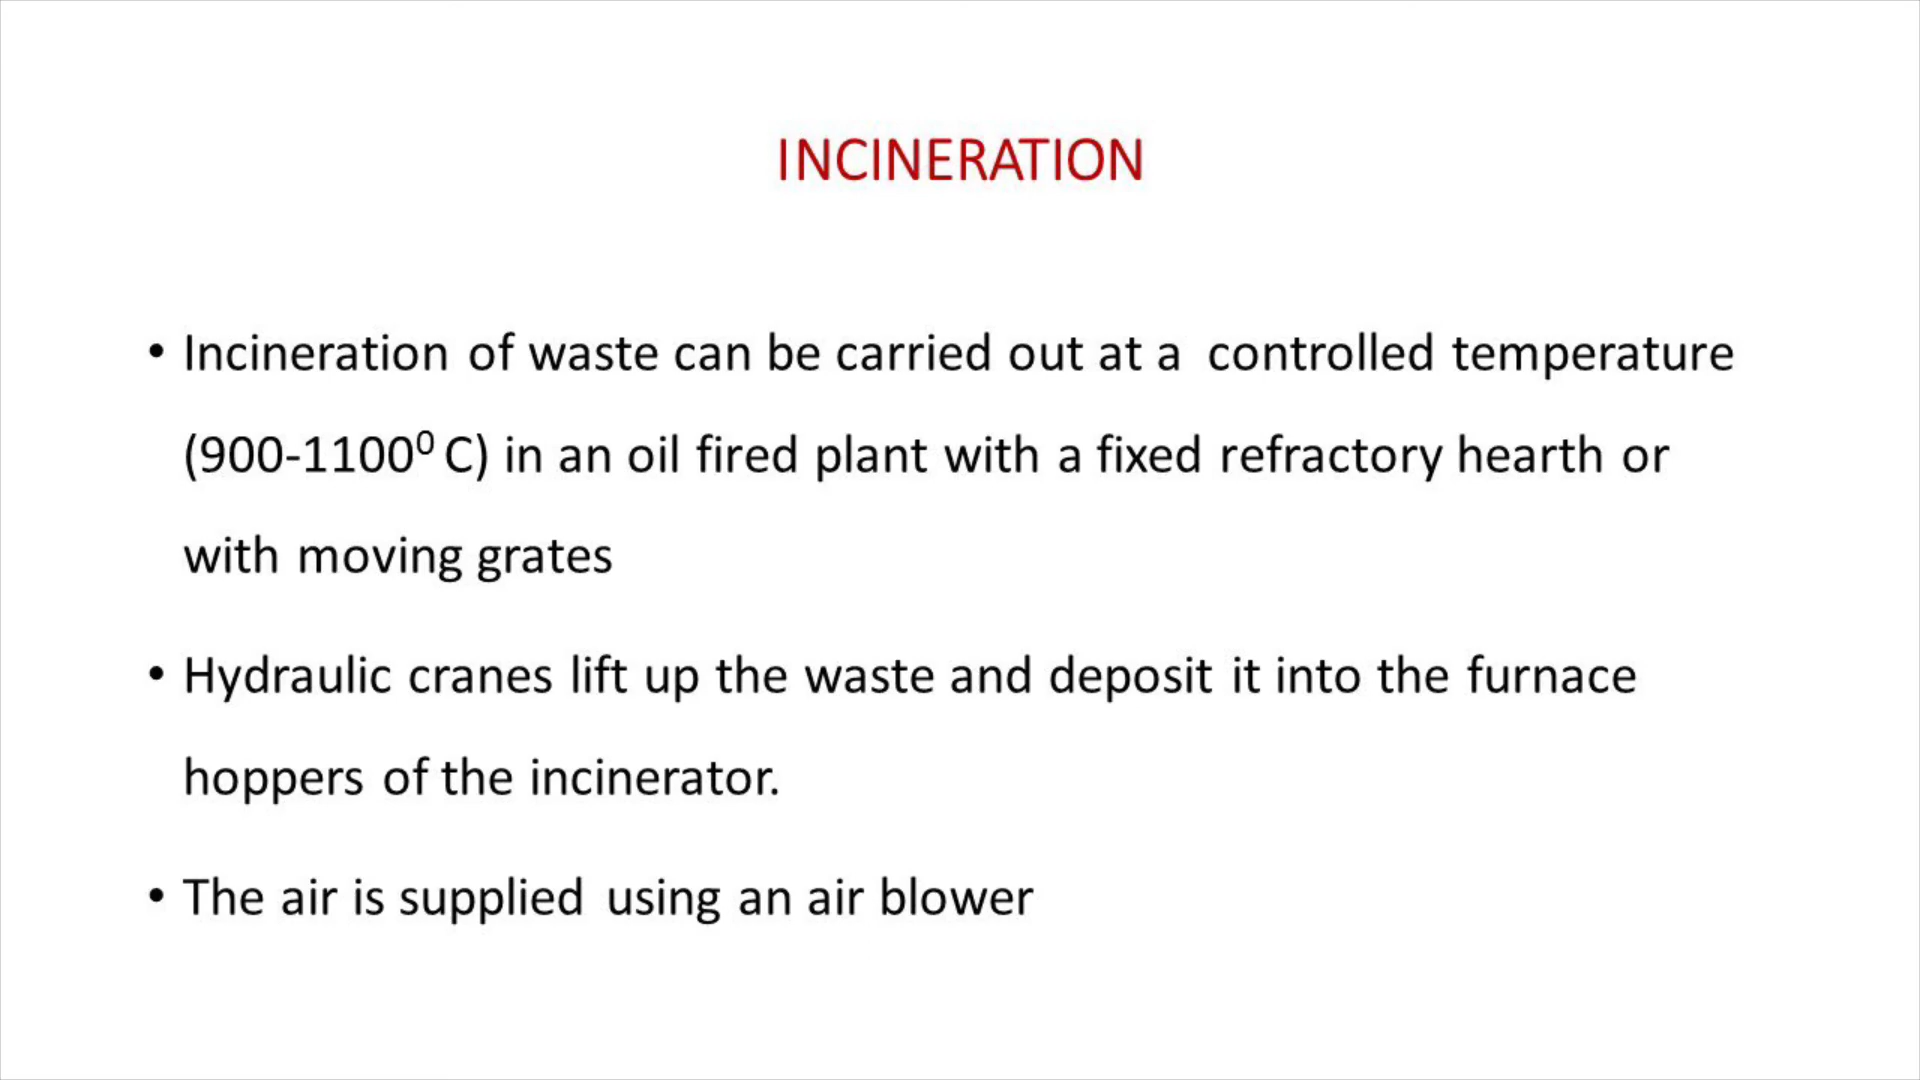 INCINERATION
• Incineration of waste can be carried out at a controlled temperature
(900-1100⁰ C) in an oil fired plant with a fixed refractory hearth or
with moving grates
• Hydraulic cranes lift up the waste and deposit it into the furnace
hoppers of the incinerator.
• The air is supplied using an air blower